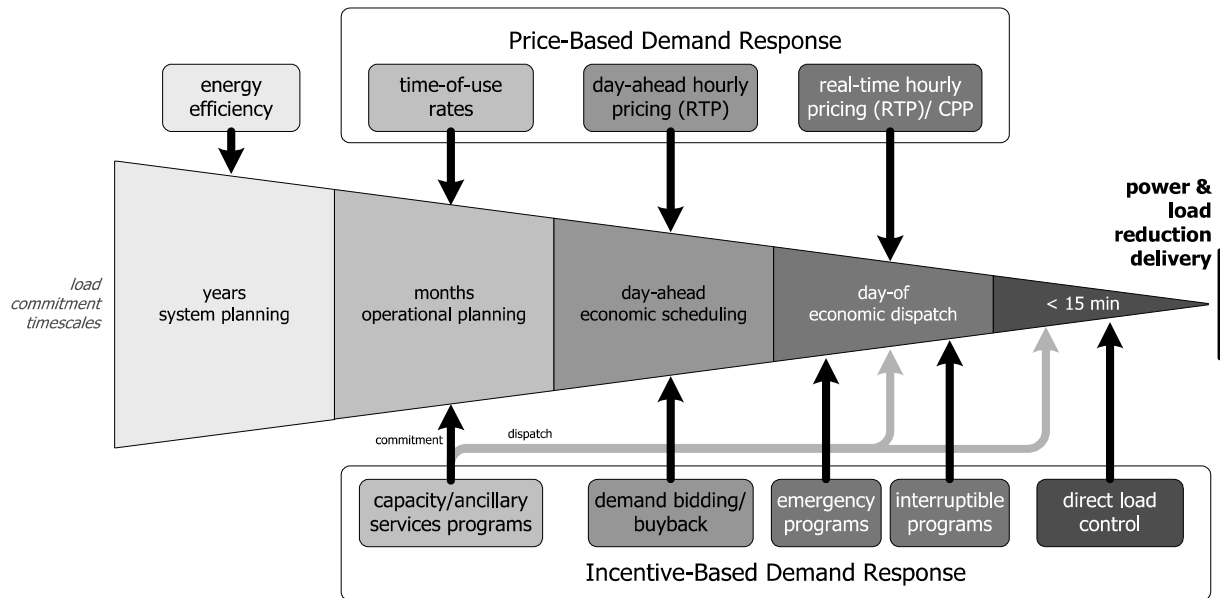 Price-Based Demand Response
energy
efficiency
time-of-use
rates
day-ahead hourly
pricing (RTP)
real-time hourly
pricing (RTP)/ CPP
power &
load
reduction
delivery
load
commitment
timescales
years
system planning
months
operational planning
day-ahead
economic scheduling
day-of
economic dispatch
< 15 min
commitment
dispatch
capacity/ancillary
services programs
demand bidding/
buyback
emergency
programs
interruptible
programs
direct load
control
Incentive-Based Demand Response